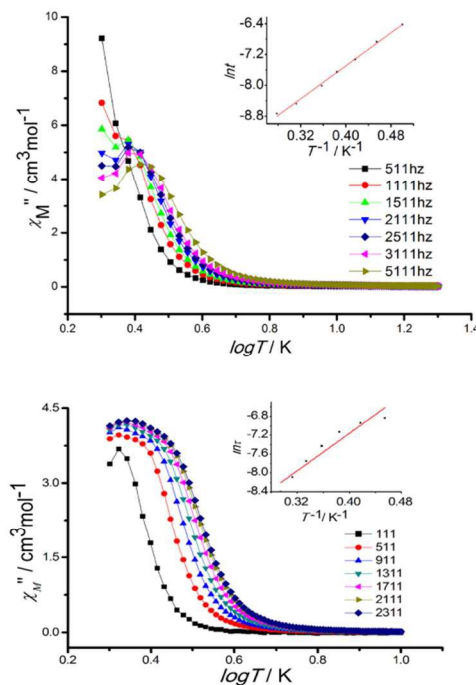 -6.4
-7.2
-8.0
-8.8
lnt
0.32 0.40 0.48
T⁻¹ / K⁻¹
10
8
6
4
2
0
χM" / cm³mol⁻¹
511hz
1111hz
1511hz
2111hz
2511hz
3111hz
5111hz
0.2 0.4 0.6 0.8 1.0 1.2 1.4
logT / K
-6.8
-7.6
-8.4
lnτ
0.32 0.40 0.48
T⁻¹ / K⁻¹
4.5
3.0
1.5
0.0
χM" / cm³mol⁻¹
111
511
911
1311
1711
2111
2311
0.2 0.4 0.6 0.8 1.0
logT / K